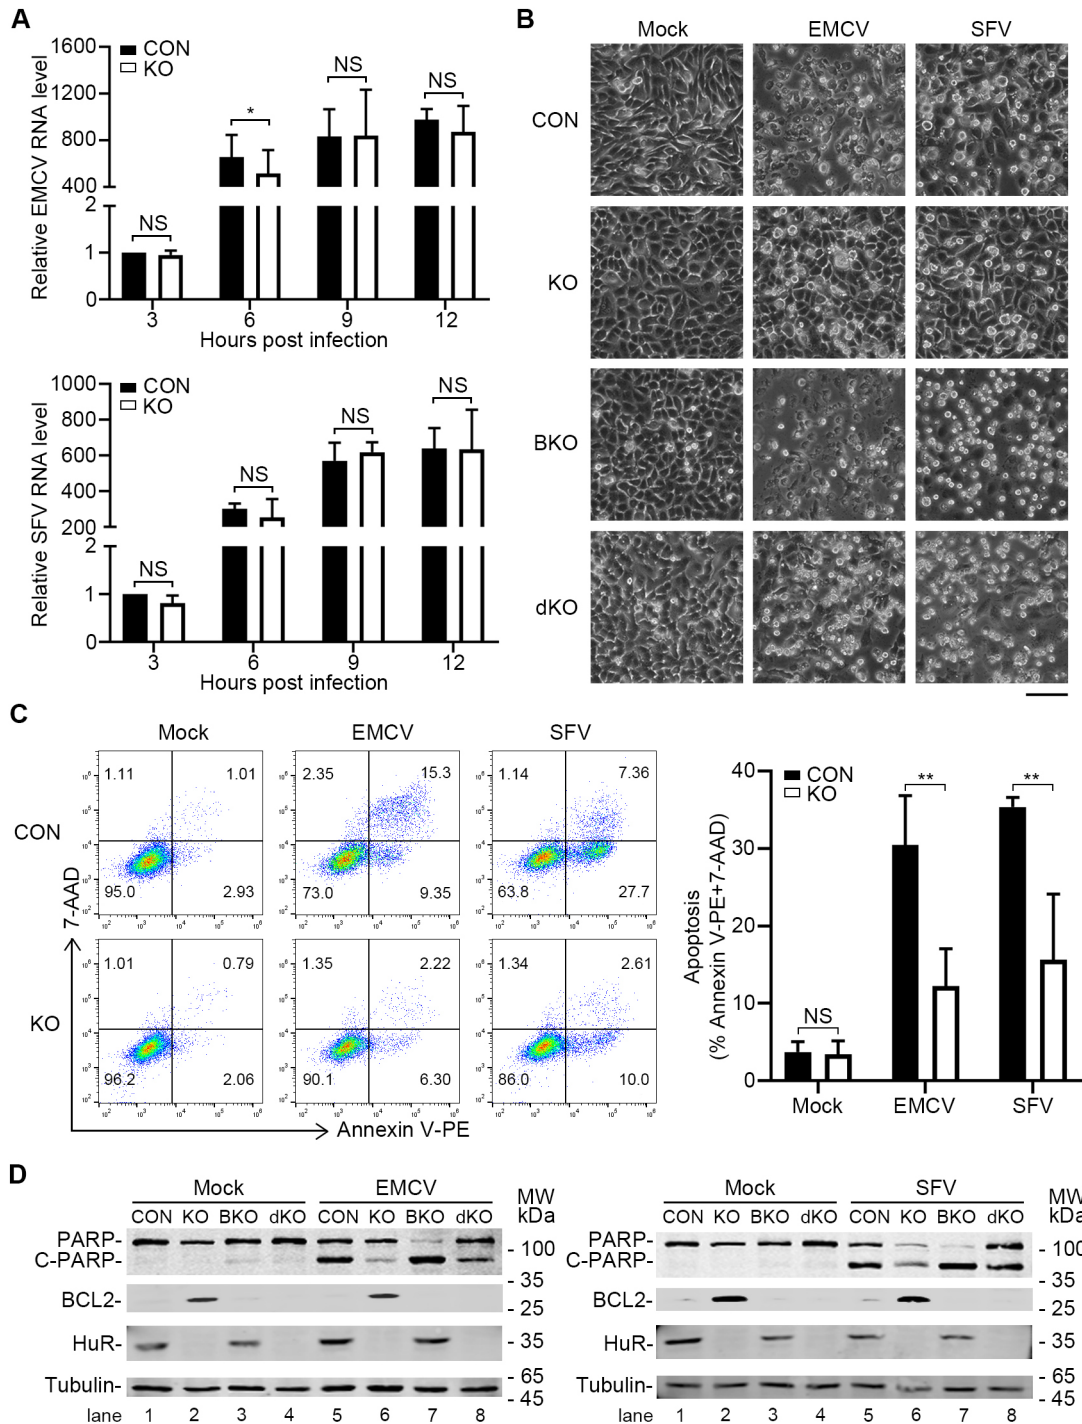 A
1600
1200
800
400
2
1
0
Relative EMCV RNA level
CON
KO
NS
*
NS
NS
3 6 9 12
Hours post infection
1000
800
600
400
200
2
1
0
Relative SFV RNA level
CON
KO
NS
NS
NS
NS
3 6 9 12
Hours post infection
B
Mock EMCV SFV
CON
KO
BKO
dKO
C
Mock EMCV SFV
CON
1.11 1.01
95.0 2.93
2.35 15.3
73.0 9.35
1.14 7.36
63.8 27.7
KO
1.01 0.79
96.2 2.06
1.35 2.22
90.1 6.30
1.34 2.61
86.0 10.0
7-AAD
Annexin V-PE
40
30
20
10
0
Apoptosis
(% Annexin V-PE+7-AAD)
CON
KO
NS
**
**
Mock EMCV SFV
D
Mock EMCV MW
CON KO BKO dKO CON KO BKO dKO kDa
PARP- - 100
C-PARP-
- 35
BCL2- - 25
HuR- - 35
- 65
Tubulin- - 45
lane 1 2 3 4 5 6 7 8
Mock SFV MW
CON KO BKO dKO CON KO BKO dKO kDa
PARP- - 100
C-PARP-
- 35
BCL2- - 25
HuR- - 35
- 65
Tubulin- - 45
lane 1 2 3 4 5 6 7 8